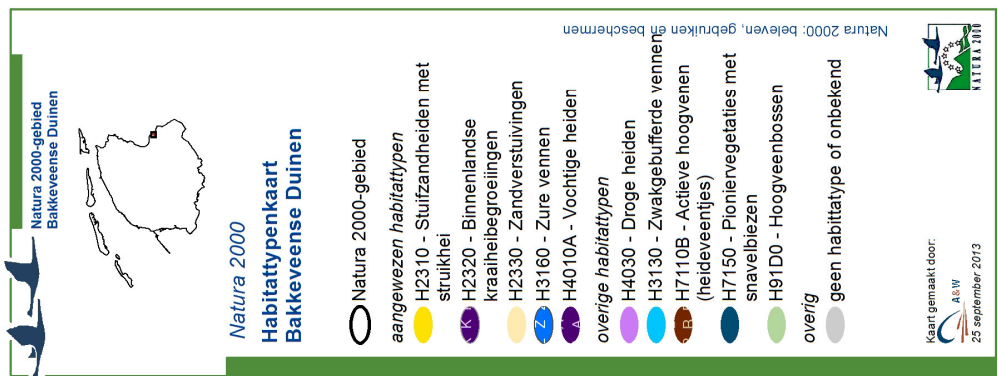 Natura 2000-gebied
Bakkeveense Duinen
Natura 2000
Habitattypenkaart
Bakkeveense Duinen
Natura 2000-gebied
aangewezen habitattypen
H2310 - Stuifzandheiden met
struikhei
K
H2320 - Binnenlandse
kraaiheibegroeiingen
H2330 - Zandverstuivingen
Z
H3160 - Zure vennen
A
H4010A - Vochtige heiden
overige habitattypen
H4030 - Droge heiden
H3130 - Zwakgebufferde vennen
B
H7110B - Actieve hoogvenen
(heideveentjes)
H7150 - Pioniervegetaties met
snavelbiezen
H91D0 - Hoogveenbossen
overig
geen habittatype of onbekend
Kaart gemaakt door:
A&W
25 september 2013
Natura 2000: beleven, gebruiken en beschermen
NATURA 2000